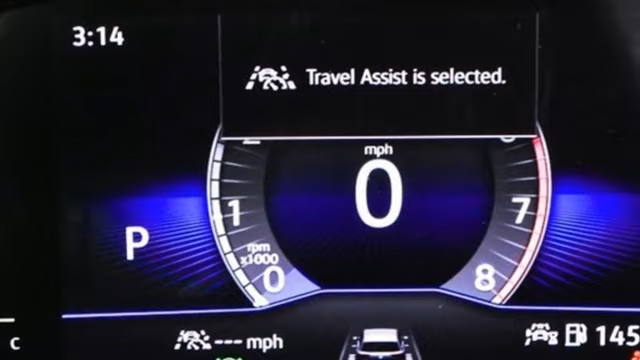 3:14
Travel Assist is selected.
mph
0
1
7
P
rpm
x1000
0
8
c
--- mph
145